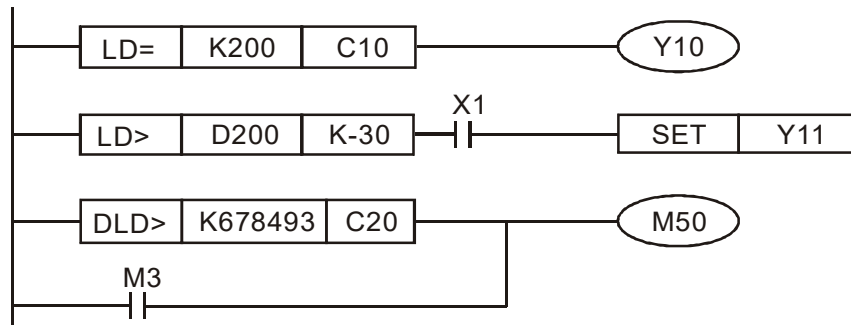 LD= K200 C10 Y10
X1
LD> D200 K-30 SET Y11
DLD> K678493 C20 M50
M3